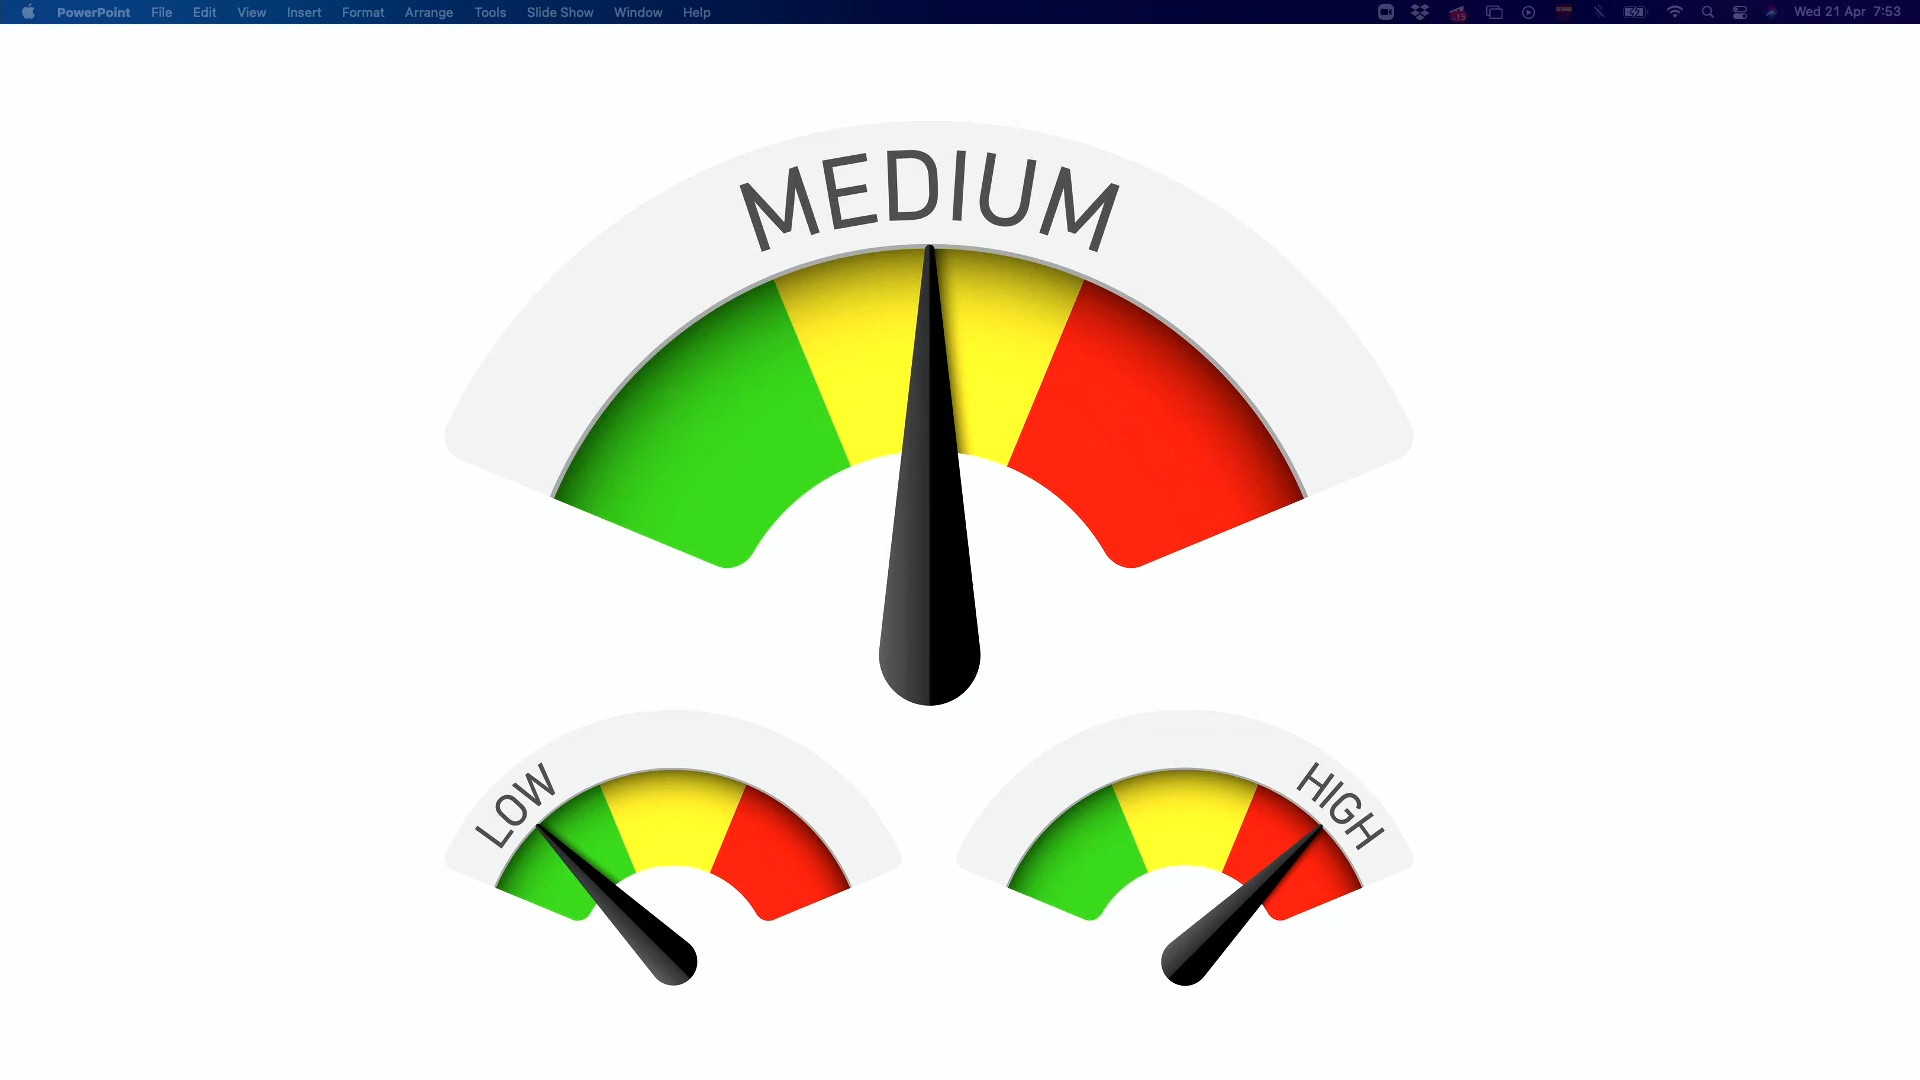 PowerPoint File Edit View Insert Format Arrange Tools Slide Show Window Help Wed 21 Apr 7:53
MEDIUM
LOW
HIGH